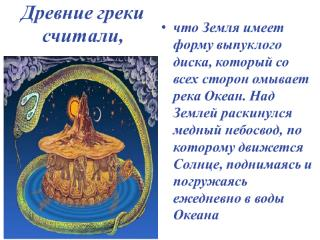 Древние греки
считали,
• что Земля имеет
форму выпуклого
диска, который со
всех сторон омывает
река Океан. Над
Землей раскинулся
медный небосвод, по
которому движется
Солнце, поднимаясь и
погружаясь
ежедневно в воды
Океана